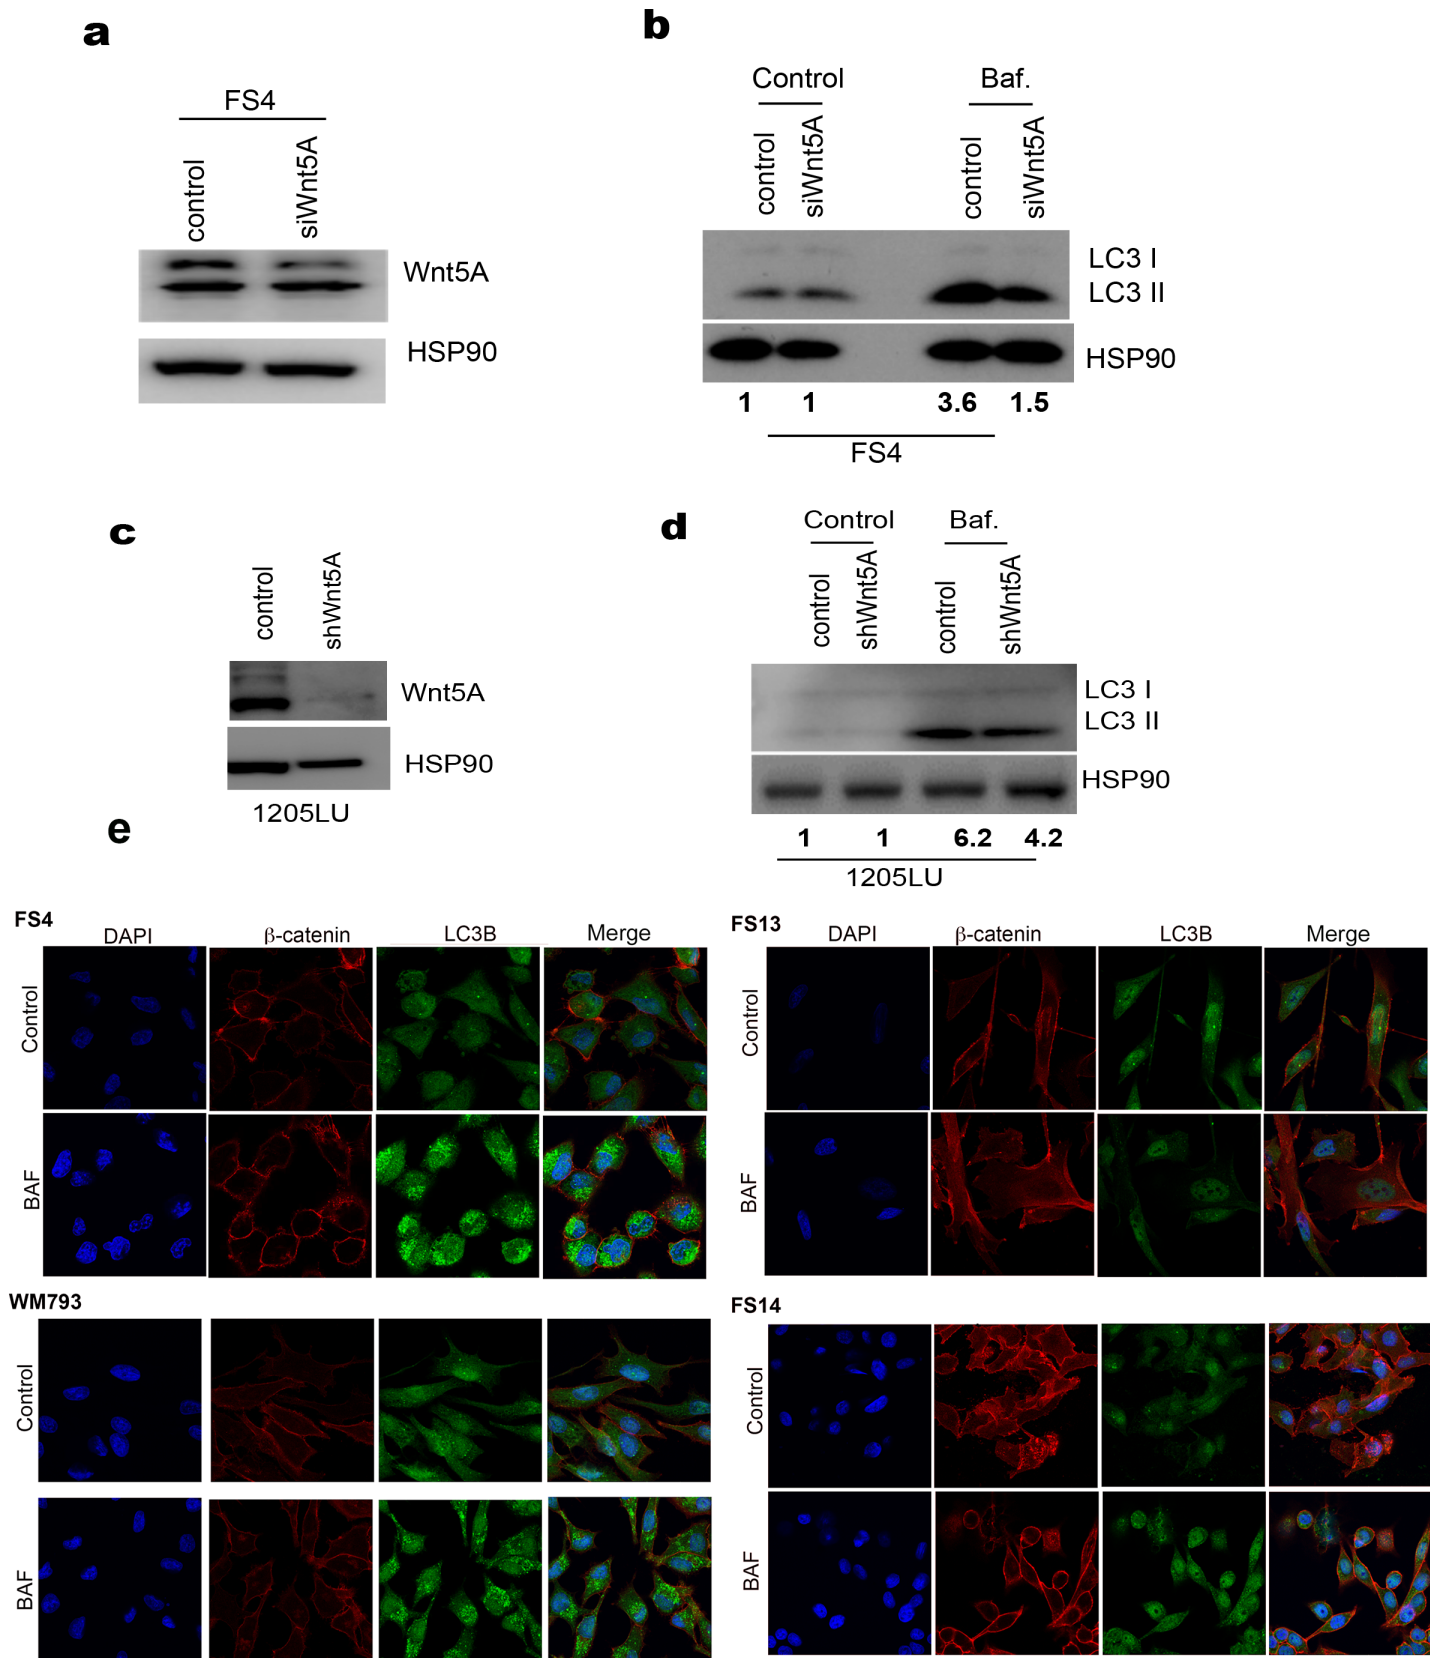 a
FS4
control
siWnt5A
Wnt5A
HSP90
b
Control Baf.
control
siWnt5A
control
siWnt5A
LC3 I
LC3 II
HSP90
1 1 3.6 1.5
FS4
c
control
shWnt5A
Wnt5A
HSP90
1205LU
d
Control Baf.
control
shWnt5A
control
shWnt5A
LC3 I
LC3 II
HSP90
1 1 6.2 4.2
1205LU
e
FS4
DAPI β-catenin LC3B Merge
Control
BAF
FS13
DAPI β-catenin LC3B Merge
Control
BAF
WM793
Control
BAF
FS14
Control
BAF